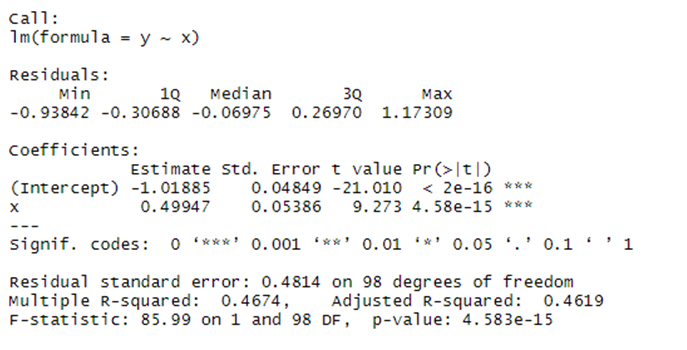 Call:
lm(formula = y ~ x)
Residuals:
Min 1Q Median 3Q Max
-0.93842 -0.30688 -0.06975 0.26970 1.17309
Coefficients:
Estimate Std. Error t value Pr(>|t|)
(Intercept) -1.01885 0.04849 -21.010 < 2e-16 ***
x 0.49947 0.05386 9.273 4.58e-15 ***
---
Signif. codes: 0 ‘***’ 0.001 ‘**’ 0.01 ‘*’ 0.05 ‘.’ 0.1 ‘ ’ 1
Residual standard error: 0.4814 on 98 degrees of freedom
Multiple R-squared: 0.4674, Adjusted R-squared: 0.4619
F-statistic: 85.99 on 1 and 98 DF, p-value: 4.583e-15